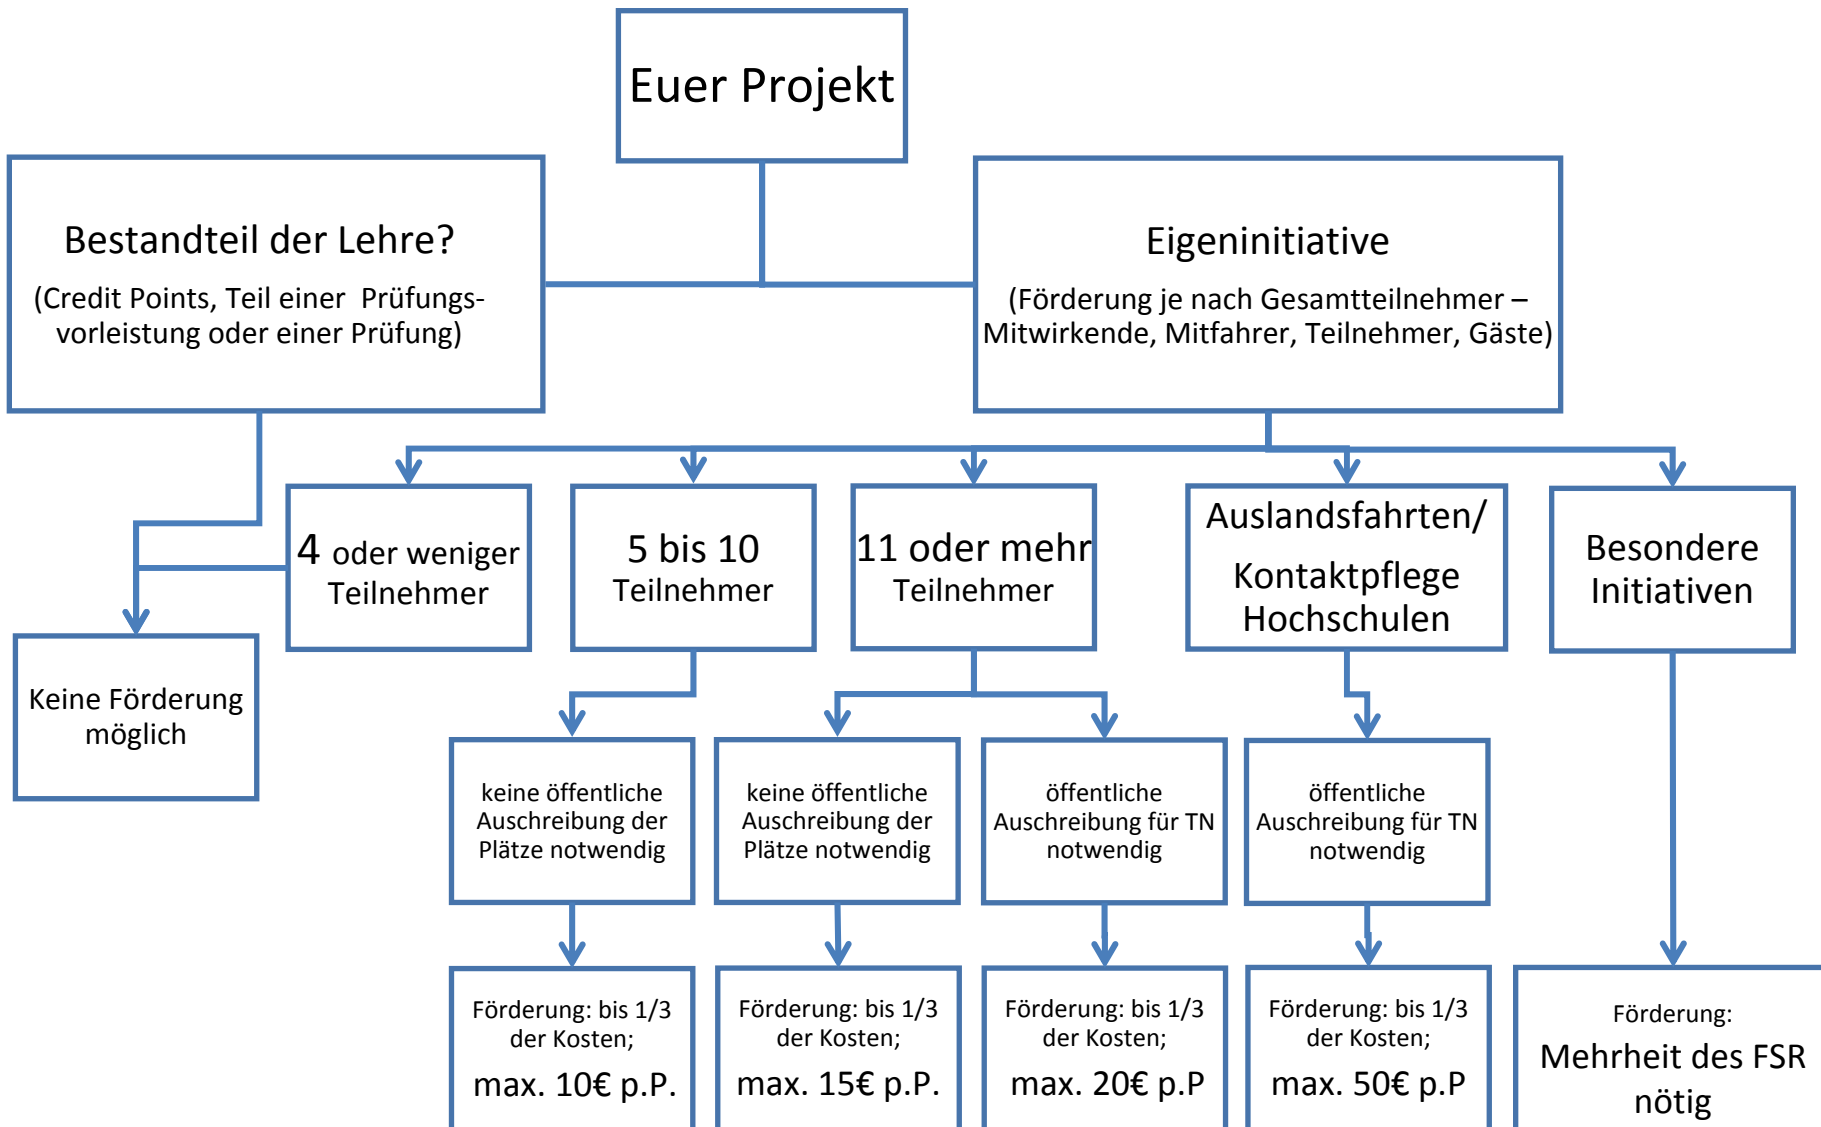 Euer Projekt
Bestandteil der Lehre?
(Credit Points, Teil einer Prüfungs-
vorleistung oder einer Prüfung)
Eigeninitiative
(Förderung je nach Gesamtteilnehmer –
Mitwirkende, Mitfahrer, Teilnehmer, Gäste)
4 oder weniger
Teilnehmer
5 bis 10
Teilnehmer
11 oder mehr
Teilnehmer
Auslandsfahrten/
Kontaktpflege
Hochschulen
Besondere
Initiativen
Keine Förderung
möglich
keine öffentliche
Auschreibung der
Plätze notwendig
keine öffentliche
Auschreibung der
Plätze notwendig
öffentliche
Auschreibung für TN
notwendig
öffentliche
Auschreibung für TN
notwendig
Förderung: bis 1/3
der Kosten;
max. 10€ p.P.
Förderung: bis 1/3
der Kosten;
max. 15€ p.P.
Förderung: bis 1/3
der Kosten;
max. 20€ p.P
Förderung: bis 1/3
der Kosten;
max. 50€ p.P
Förderung:
Mehrheit des FSR
nötig